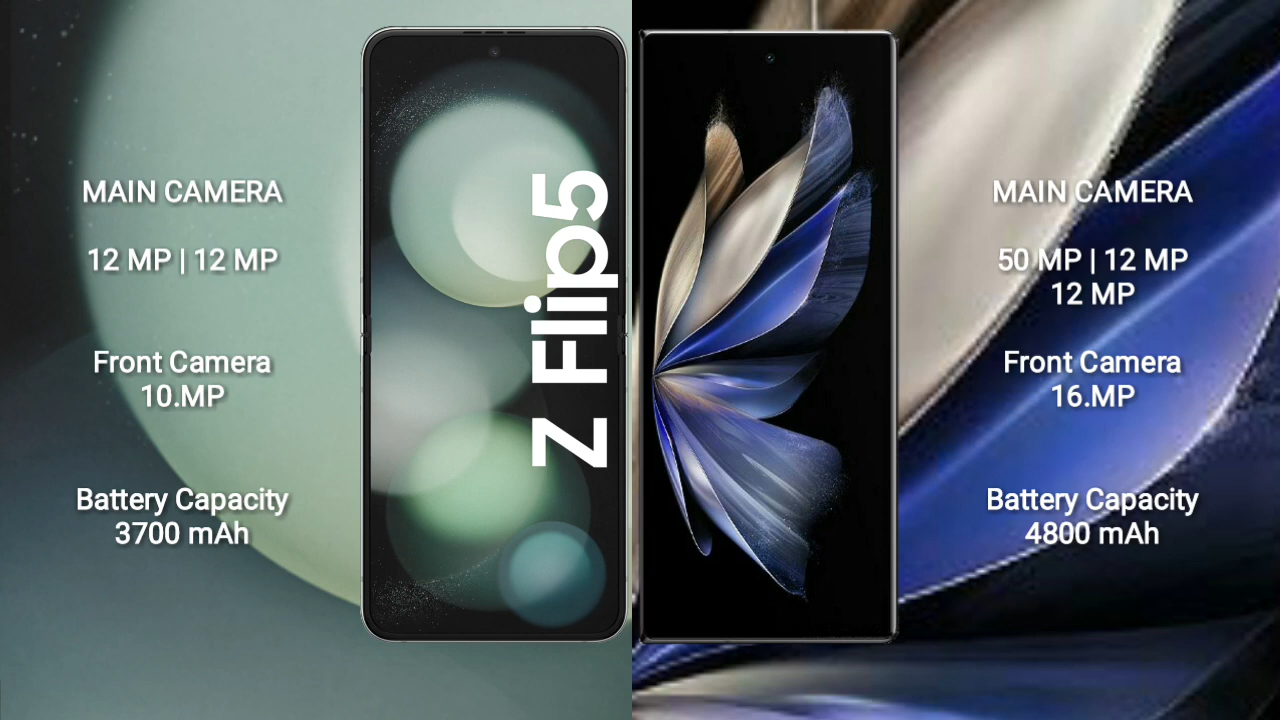 MAIN CAMERA
12 MP | 12 MP
Front Camera
10.MP
Battery Capacity
3700 mAh
Z Flip5
MAIN CAMERA
50 MP | 12 MP
12 MP
Front Camera
16.MP
Battery Capacity
4800 mAh